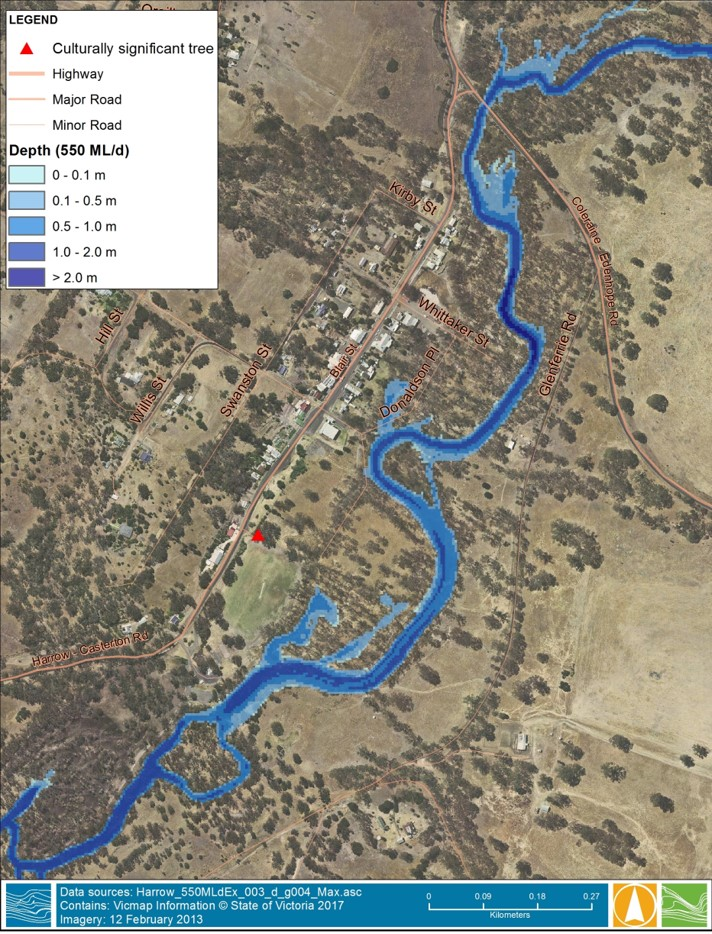 LEGEND
Culturally significant tree
Highway
Major Road
Minor Road
Depth (550 ML/d)
0 - 0.1 m
0.1 - 0.5 m
0.5 - 1.0 m
1.0 - 2.0 m
> 2.0 m
Kirby St
Coleraine - Edenhope Rd
Whittaker St
Hill St
Glenferrie Rd
Blair St
Swanston St
Donaldson Pl
Willis St
Harrow - Casterton Rd
Data sources: Harrow_550MLdEx_003_d_g004_Max.asc
Contains: Vicmap Information © State of Victoria 2017
Imagery: 12 February 2013
0 0.09 0.18 0.27
Kilometers